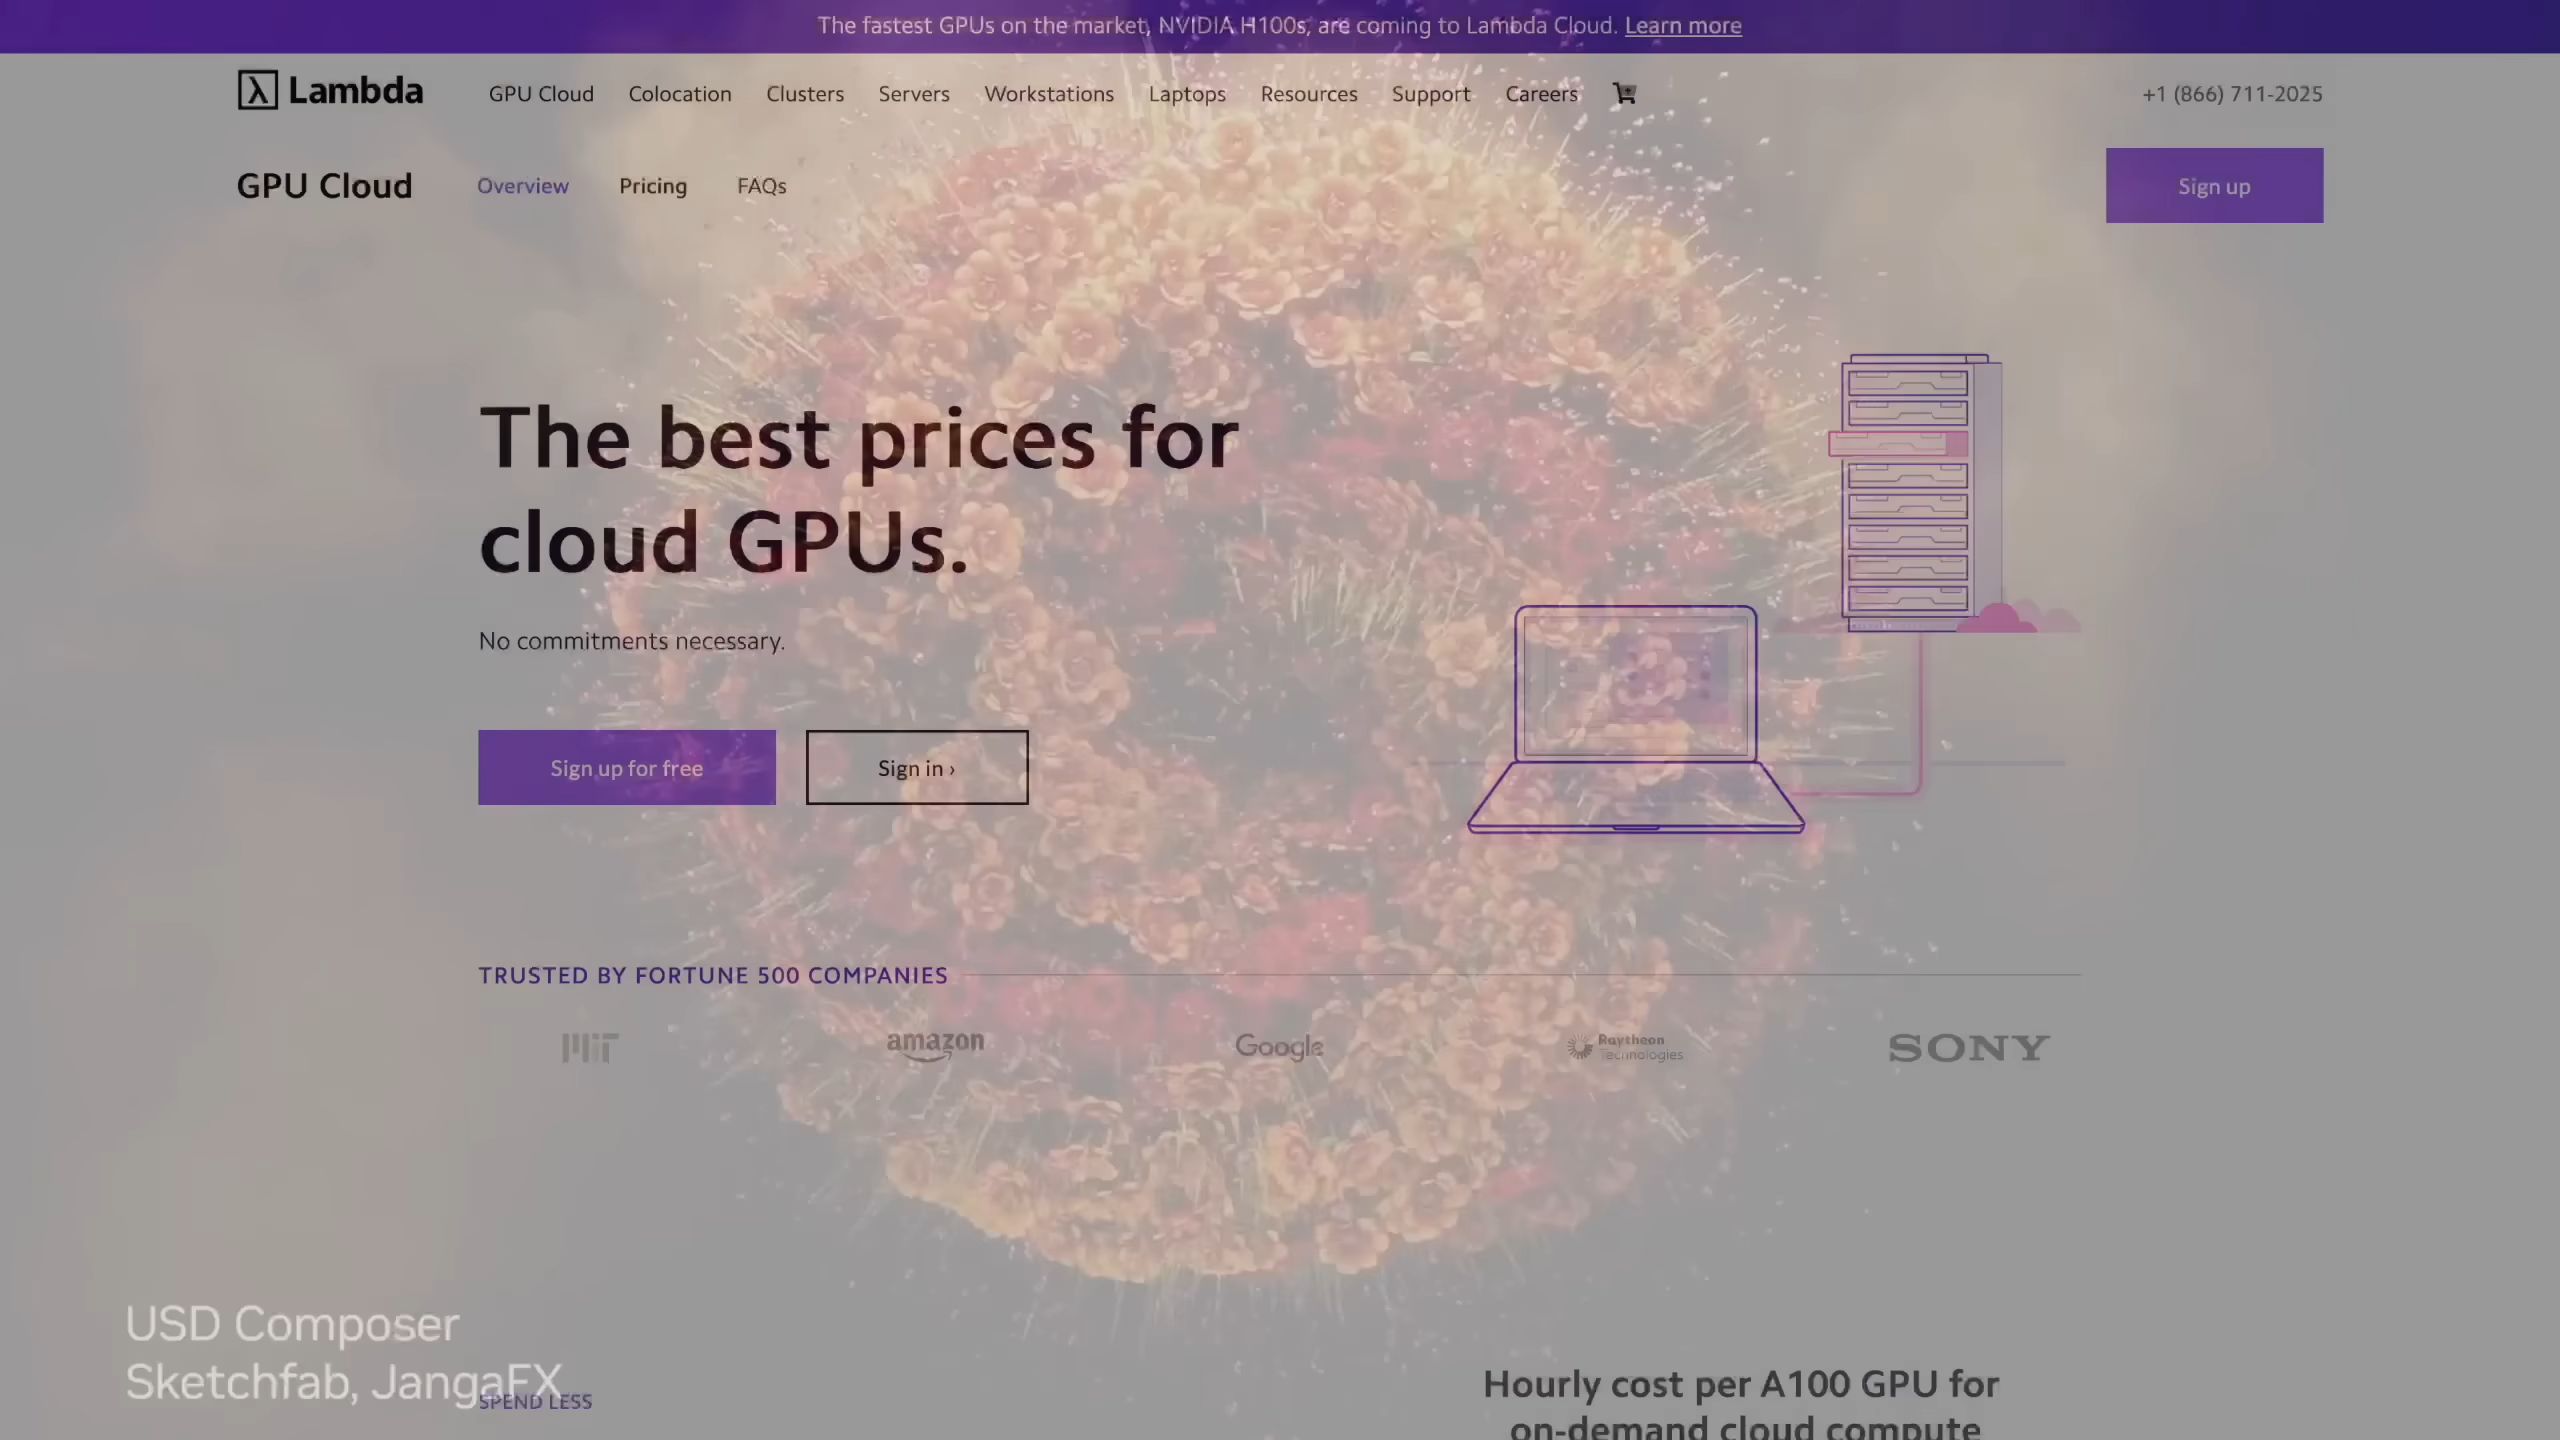 The fastest GPUs on the market, NVIDIA H100s, are coming to Lambda Cloud. Learn more
λ Lambda
GPU Cloud
Colocation
Clusters
Servers
Workstations
Laptops
Resources
Support
Careers
+1 (866) 711-2025
GPU Cloud
Overview
Pricing
FAQs
Sign up
The best prices for
cloud GPUs.
No commitments necessary.
Sign up for free
Sign in ›
TRUSTED BY FORTUNE 500 COMPANIES
MIT
amazon
Google
Raytheon
Technologies
SONY
USD Composer
Sketchfab, JangaFX
SPEND LESS
Hourly cost per A100 GPU for
on-demand cloud compute